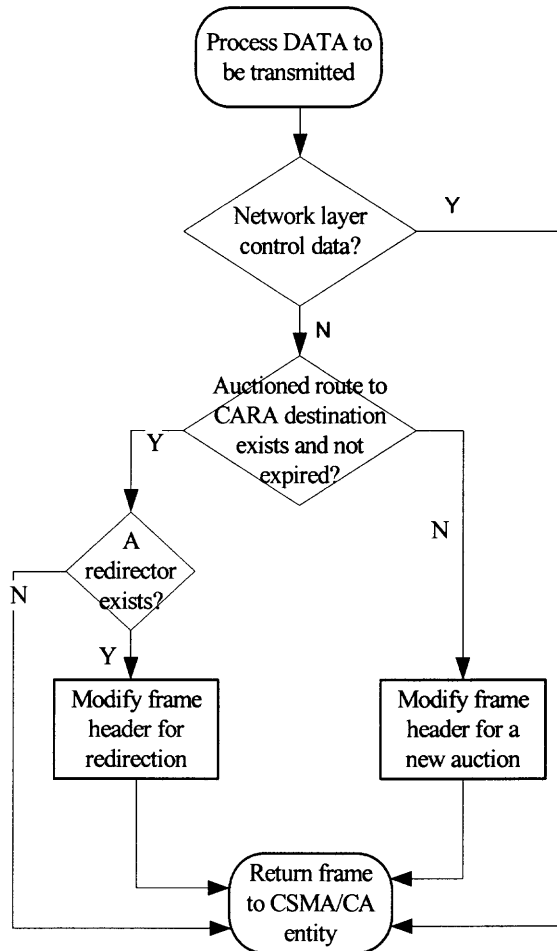 Process DATA to
be transmitted
Network layer
control data?
Y
N
Auctioned route to
CARA destination
exists and not
expired?
Y
N
A
redirector
exists?
N
Y
Modify frame
header for
redirection
Modify frame
header for a
new auction
Return frame
to CSMA/CA
entity